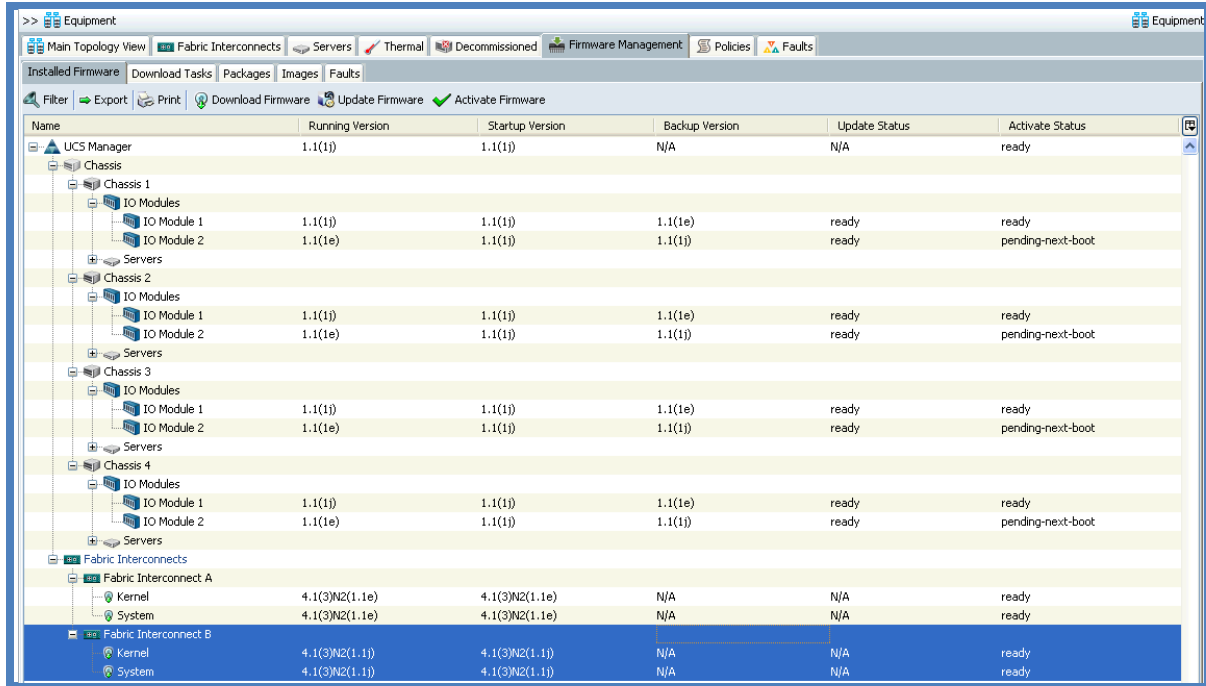 >> Equipment Equipment
Main Topology View Fabric Interconnects Servers Thermal Decommissioned Firmware Management Policies Faults
Installed Firmware Download Tasks Packages Images Faults
Filter Export Print Download Firmware Update Firmware Activate Firmware
Name Running Version Startup Version Backup Version Update Status Activate Status
UCS Manager 1.1(1j) 1.1(1j) N/A N/A ready
Chassis
Chassis 1
IO Modules
IO Module 1 1.1(1j) 1.1(1j) 1.1(1e) ready ready
IO Module 2 1.1(1e) 1.1(1j) 1.1(1j) ready pending-next-boot
Servers
Chassis 2
IO Modules
IO Module 1 1.1(1j) 1.1(1j) 1.1(1e) ready ready
IO Module 2 1.1(1e) 1.1(1j) 1.1(1j) ready pending-next-boot
Servers
Chassis 3
IO Modules
IO Module 1 1.1(1j) 1.1(1j) 1.1(1e) ready ready
IO Module 2 1.1(1e) 1.1(1j) 1.1(1j) ready pending-next-boot
Servers
Chassis 4
IO Modules
IO Module 1 1.1(1j) 1.1(1j) 1.1(1e) ready ready
IO Module 2 1.1(1e) 1.1(1j) 1.1(1j) ready pending-next-boot
Servers
Fabric Interconnects
Fabric Interconnect A
Kernel 4.1(3)N2(1.1e) 4.1(3)N2(1.1e) N/A N/A ready
System 4.1(3)N2(1.1e) 4.1(3)N2(1.1e) N/A N/A ready
Fabric Interconnect B
Kernel 4.1(3)N2(1.1j) 4.1(3)N2(1.1j) N/A N/A ready
System 4.1(3)N2(1.1j) 4.1(3)N2(1.1j) N/A N/A ready